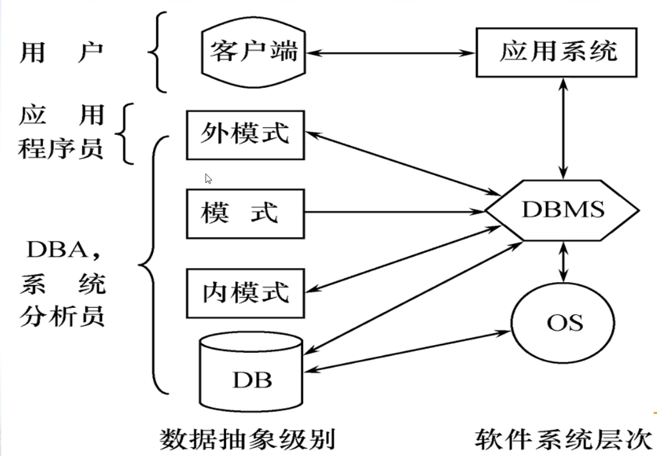 用 户
客户端
应用系统
应 用
程序员
外模式
模 式
DBMS
DBA，
系 统
分析员
内模式
OS
DB
数据抽象级别
软件系统层次